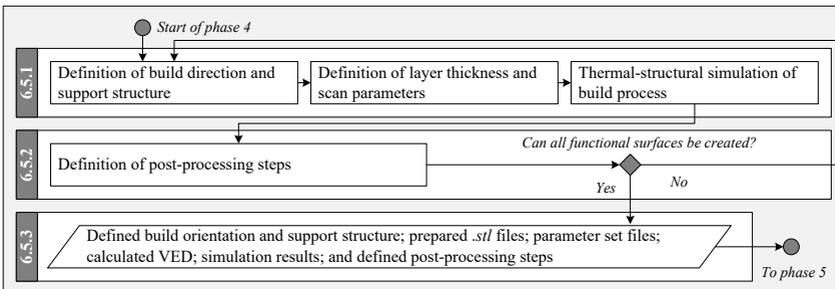 Start of phase 4
6.5.1
Definition of build direction and
support structure
Definition of layer thickness and
scan parameters
Thermal-structural simulation of
build process
6.5.2
Definition of post-processing steps
Can all functional surfaces be created?
Yes
No
6.5.3
Defined build orientation and support structure; prepared .stl files; parameter set files;
calculated VED; simulation results; and defined post-processing steps
To phase 5